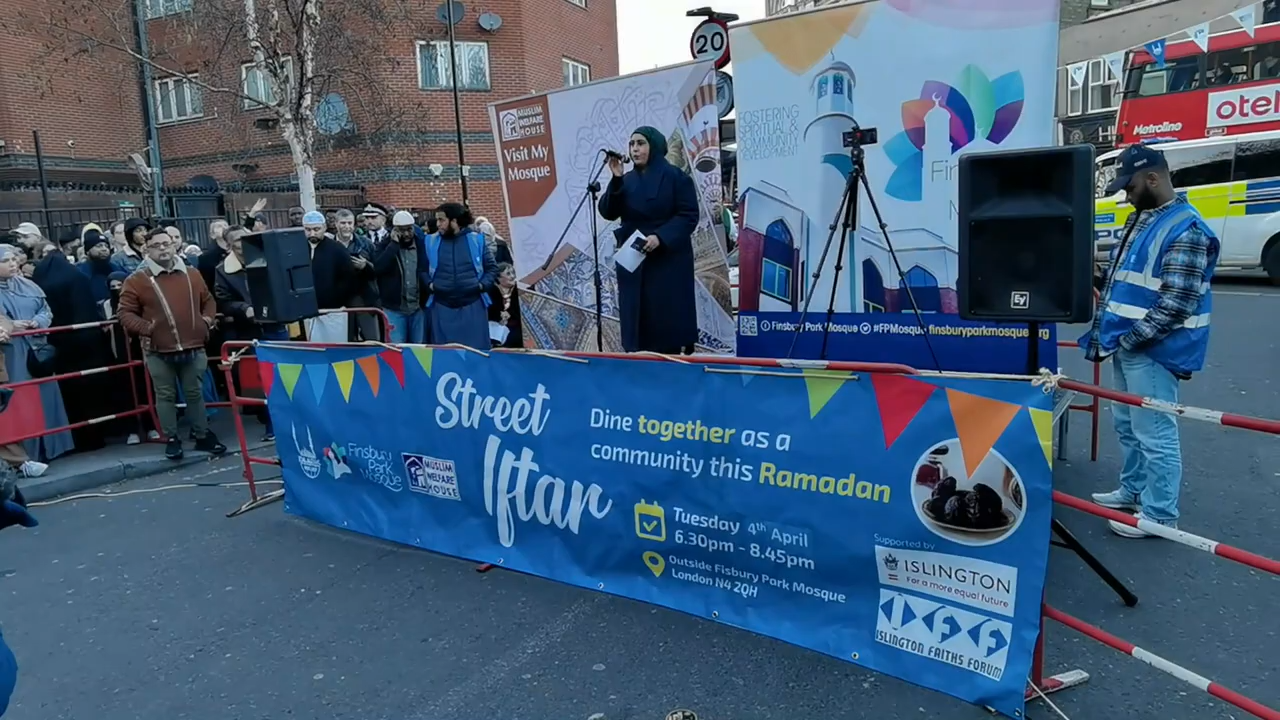 20
MUSLIM
WELFARE
HOUSE
Visit My
Mosque
FOSTERING
SPIRITUAL &
COMMUNITY
DEVELOPMENT
Fin
Metroline
otel
Finsbury Park Mosque #FPMosque finsburyparkmosque.org
EV
Street
Iftar
Dine together as a
community this Ramadan
Finsbury
Park
Mosque
MUSLIM
WELFARE
HOUSE
Tuesday 4th April
6.30pm - 8.45pm
Outside Fisbury Park Mosque
London N4 2QH
Supported by
ISLINGTON
For a more equal future
IFF
ISLINGTON FAITHS FORUM